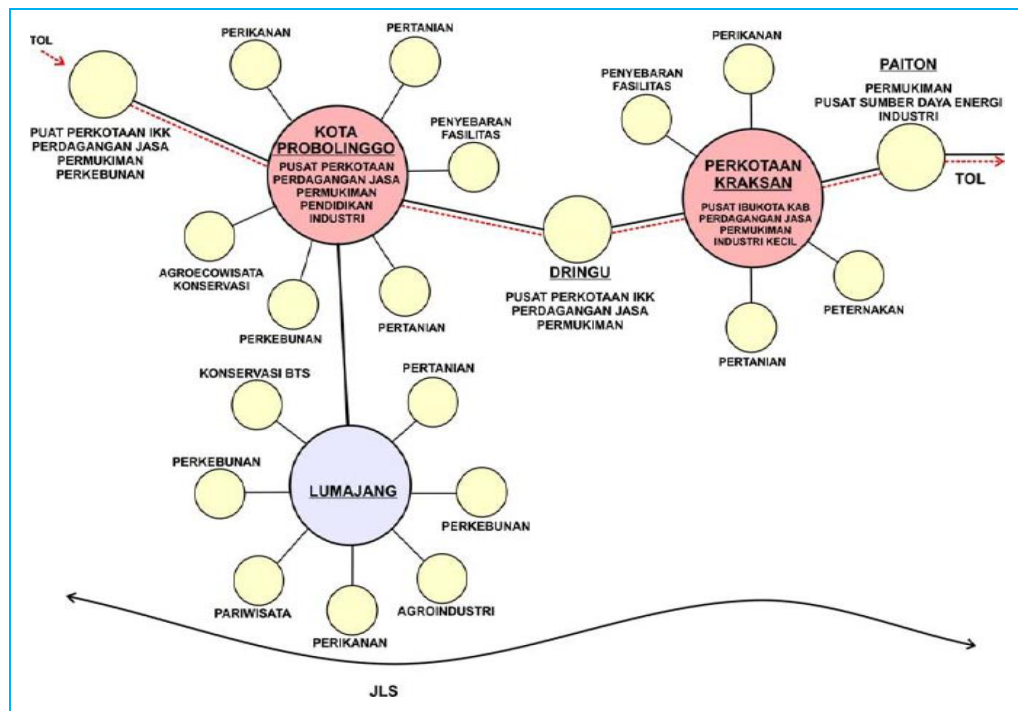 TOL
PUAT PERKOTAAN IKK
PERDAGANGAN JASA
PERMUKIMAN
PERKEBUNAN
PERIKANAN
PERTANIAN
KOTA
PROBOLINGGO
PUSAT PERKOTAAN
PERDAGANGAN JASA
PERMUKIMAN
PENDIDIKAN
INDUSTRI
PENYEBARAN
FASILITAS
AGROECOWISATA
KONSERVASI
PERKEBUNAN
PERTANIAN
DRINGU
PUSAT PERKOTAAN IKK
PERDAGANGAN JASA
PERMUKIMAN
PERIKANAN
PENYEBARAN
FASILITAS
PERKOTAAN
KRAKSAN
PUSAT IBUKOTA KAB
PERDAGANGAN JASA
PERMUKIMAN
INDUSTRI KECIL
PETERNAKAN
PERTANIAN
PAITON
PERMUKIMAN
PUSAT SUMBER DAYA ENERGI
INDUSTRI
TOL
KONSERVASI BTS
PERTANIAN
PERKEBUNAN
LUMAJANG
PERKEBUNAN
PARIWISATA
AGROINDUSTRI
PERIKANAN
JLS